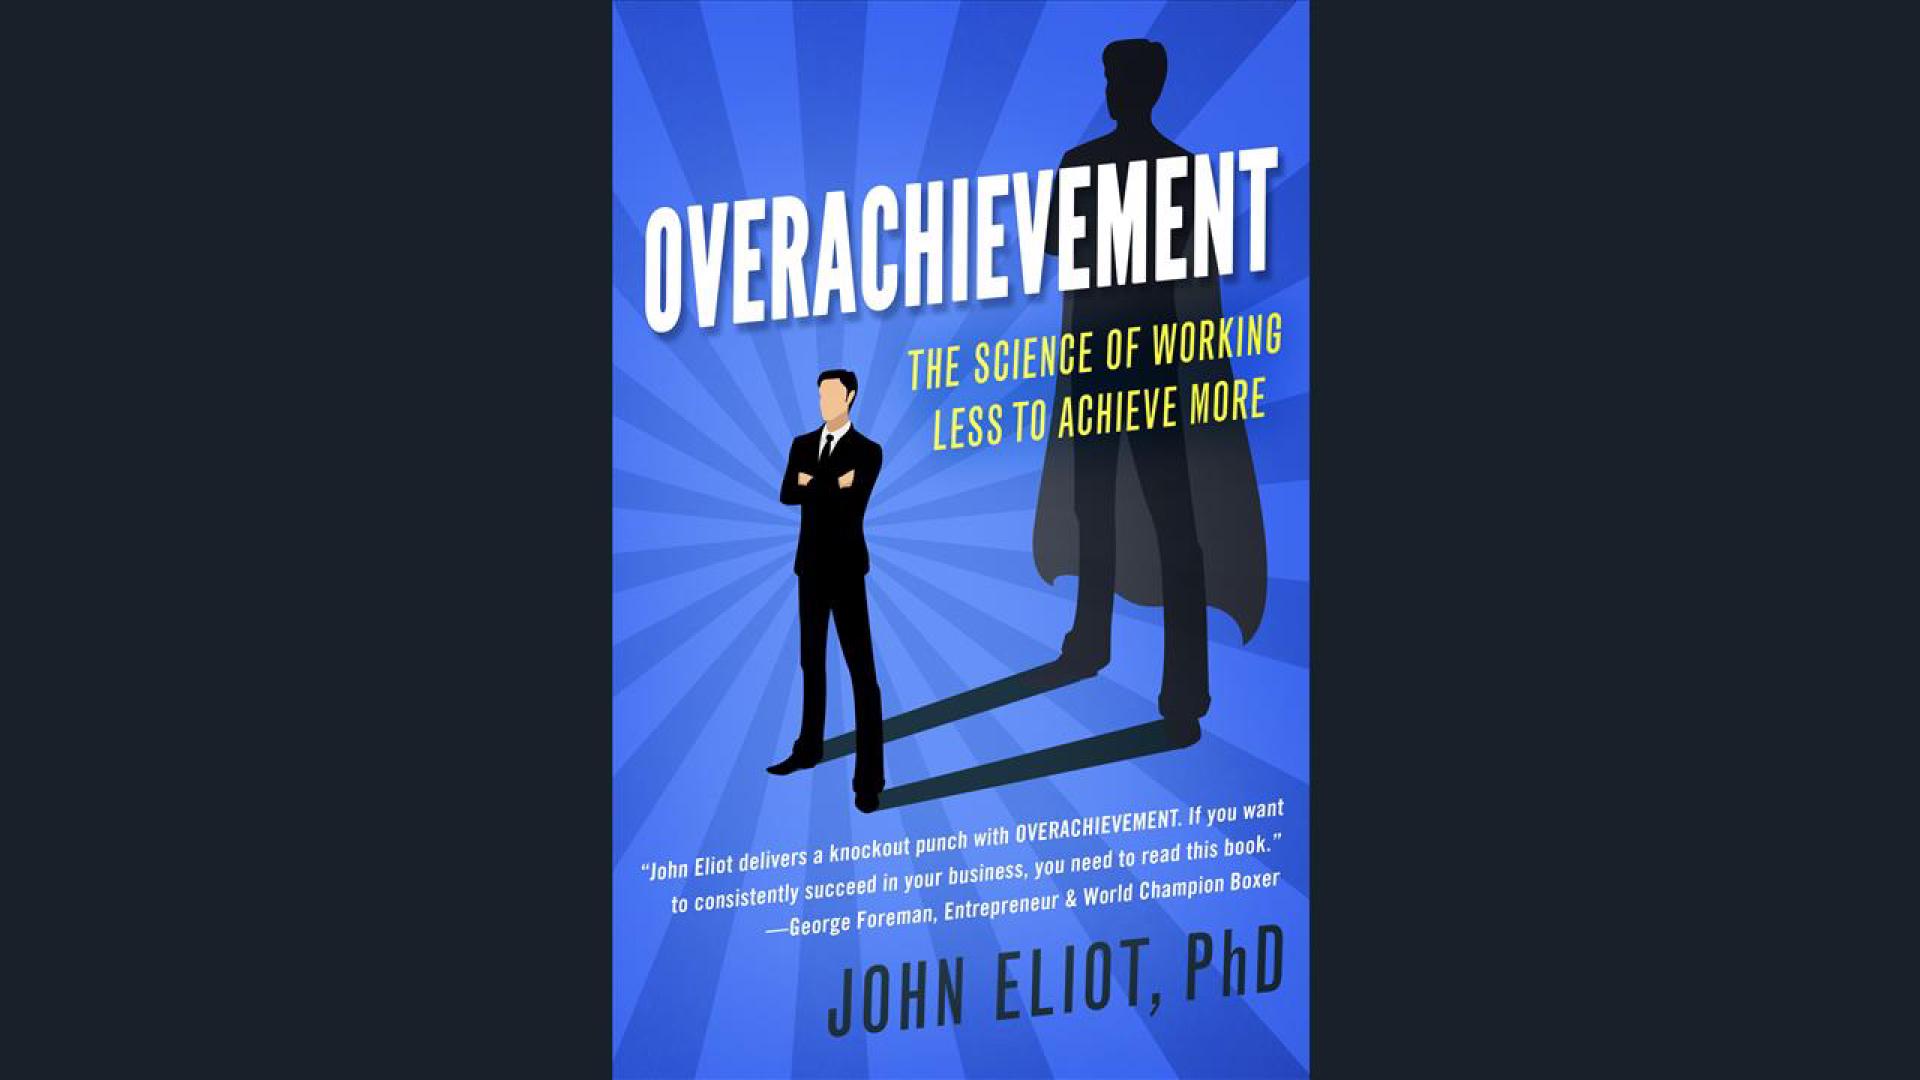 OVERACHIEVEMENT
THE SCIENCE OF WORKING
LESS TO ACHIEVE MORE
“John Eliot delivers a knockout punch with OVERACHIEVEMENT. If you want
to consistently succeed in your business, you need to read this book.”
—George Foreman, Entrepreneur & World Champion Boxer
JOHN ELIOT, PhD